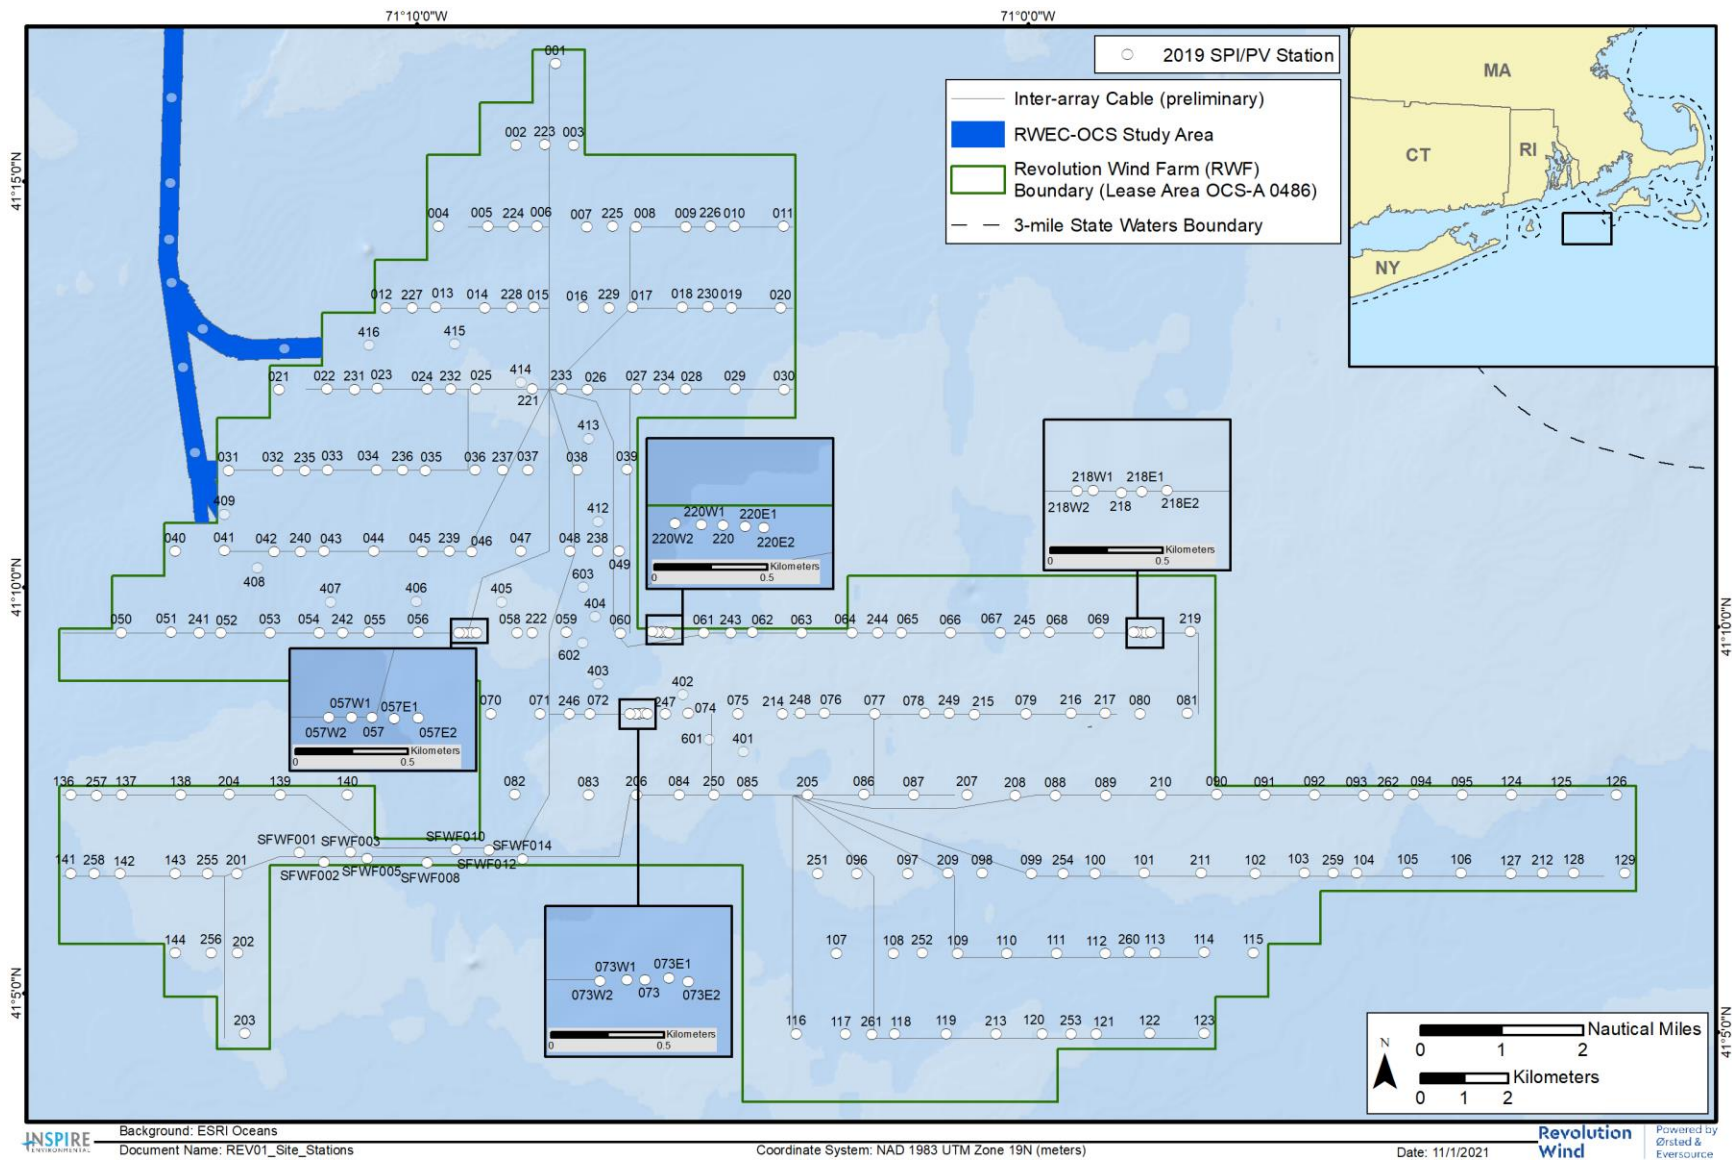 71°10'0"W
71°0'0"W
001
2019 SPI/PV Station
Inter-array Cable (preliminary)
RWEC-OCS Study Area
Revolution Wind Farm (RWF)
Boundary (Lease Area OCS-A 0486)
3-mile State Waters Boundary
MA
CT
RI
NY
002 223 003
41°15'0"N
004 005 224 006 007 225 008 009 226 010 011
012 227 013 014 228 015 016 229 017 018 230 019 020
416 415
414
021 022 231 023 024 232 025 221 233 026 027 234 028 029 030
413
031 032 235 033 034 236 035 036 237 037 038 039
409
412
040 041 042 240 043 044 045 239 046 047 048 238 049
408
407 406 405 603
404
41°10'0"N
050 051 241 052 053 054 242 055 056 058 222 059 060 061 243 062 063 064 244 065 066 067 245 068 069 219
41°10'0"N
602
403 402
220W1 220E1
220W2 220 220E2
Kilometers
0 0.5
218W1 218E1
218W2 218 218E2
Kilometers
0 0.5
057W1 057E1
057W2 057 057E2
Kilometers
0 0.5
070 071 246 072 247 074 075 214 248 076 077 078 249 215 079 216 217 080 081
601 401
136 257 137 138 204 139 140 082 083 206 084 250 085 205 086 087 207 208 088 089 210 090 091 092 093 262 094 095 124 125 126
SFWF001 SFWF003 SFWF010 SFWF014
SFWF002 SFWF005 SFWF008 SFWF012
141 258 142 143 255 201 251 096 097 209 098 099 254 100 101 211 102 103 259 104 105 106 127 212 128 129
144 256 202 107 108 252 109 110 111 112 260 113 114 115
073W1 073E1
073W2 073 073E2
Kilometers
0 0.5
41°5'0"N
203 116 117 261 118 119 213 120 253 121 122 123
41°5'0"N
N
Nautical Miles
0 1 2
Kilometers
0 1 2
INSPIRE
ENVIRONMENTAL
Background: ESRI Oceans
Document Name: REV01_Site_Stations
Coordinate System: NAD 1983 UTM Zone 19N (meters)
Date: 11/1/2021
Revolution
Wind
Powered by
Ørsted &
Eversource